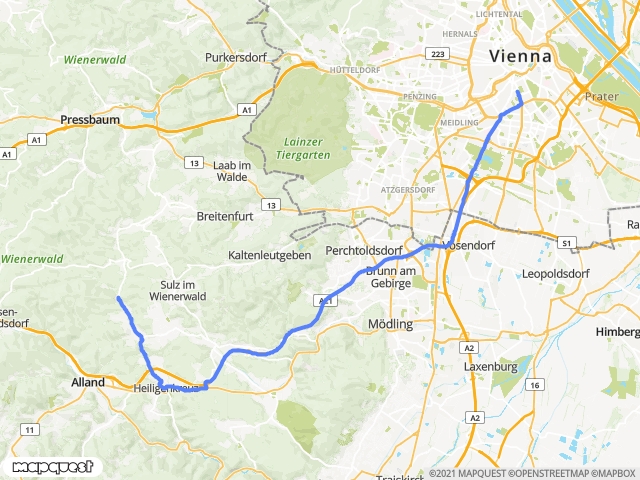 LICHTENTAL
HERNALS
223
Vienna
Wienerwald
Purkersdorf
HÜTTELDORF
PENZING
Prater
A1
Pressbaum
MEIDLING
A1
A1
Lainzer
Tiergarten
13
Laab im
Walde
ATZGERSDORF
13
Breitenfurt
Ra
S1
Kaltenleutgeben
Perchtoldsdorf
Vösendorf
Wienerwald
Brunn am
Gebirge
Leopoldsdorf
Sulz im
Wienerwald
A21
sen-
dorf
Mödling
Himberg
A2
Laxenburg
Alland
Heiligenkreuz
16
11
A2
mapquest
Traiskirch
©2021 MAPQUEST ©OPENSTREETMAP ©MAPBOX